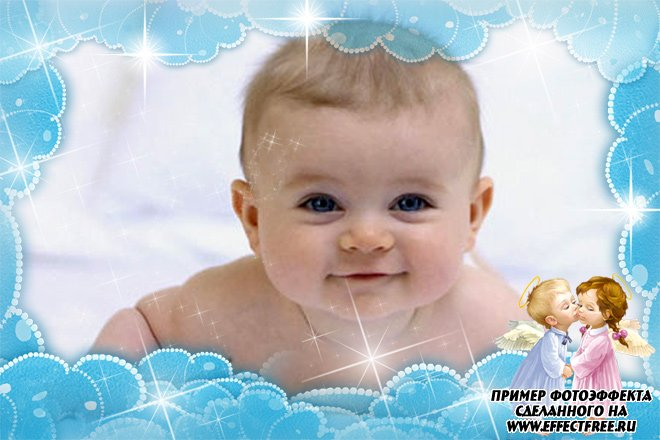 ПРИМЕР ФОТОЭФФЕКТА
СДЕЛАННОГО НА
WWW.EFFECTFREE.RU